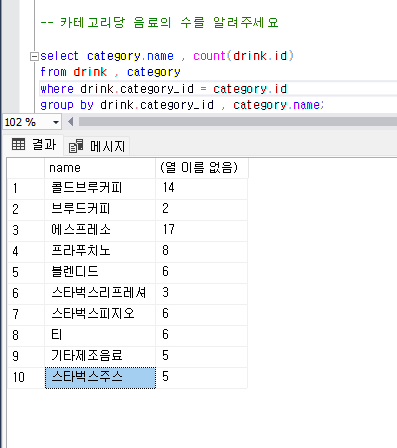 -- 카테고리당 음료의 수를 알려주세요
select category.name , count(drink.id)
from drink , category
where drink.category_id = category.id
group by drink.category_id , category.name;
102 %
결과 메시지
name (열 이름 없음)
1 콜드브루커피 14
2 브루드커피 2
3 에스프레소 17
4 프라푸치노 8
5 블렌디드 6
6 스타벅스리프레셔 3
7 스타벅스피지오 6
8 티 6
9 기타제조음료 5
10 스타벅스주스 5